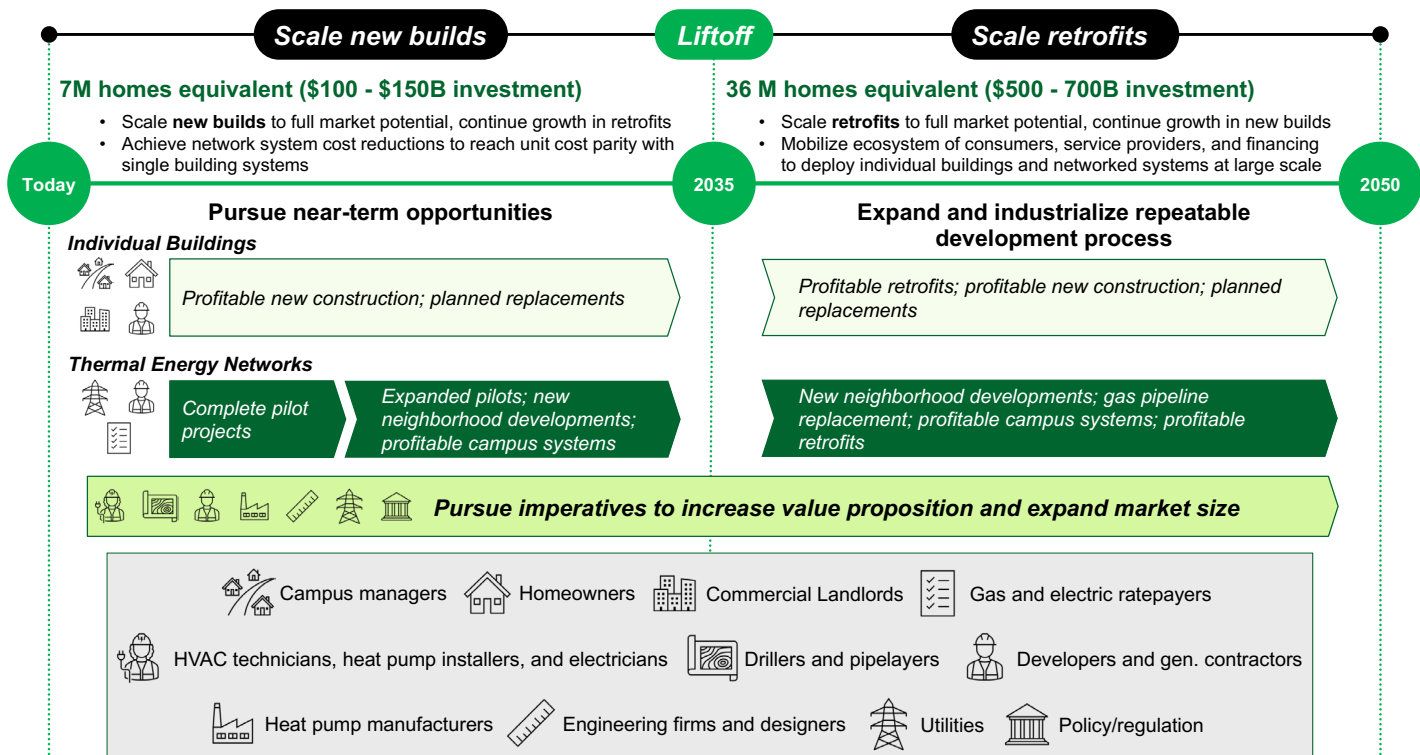 Scale new builds
Liftoff
Scale retrofits
7M homes equivalent ($100 - $150B investment)
• Scale new builds to full market potential, continue growth in retrofits
• Achieve network system cost reductions to reach unit cost parity with
single building systems
36 M homes equivalent ($500 - 700B investment)
• Scale retrofits to full market potential, continue growth in new builds
• Mobilize ecosystem of consumers, service providers, and financing
to deploy individual buildings and networked systems at large scale
Today
2035
2050
Pursue near-term opportunities
Expand and industrialize repeatable
development process
Individual Buildings
Profitable new construction; planned replacements
Profitable retrofits; profitable new construction; planned
replacements
Thermal Energy Networks
Complete pilot
projects
Expanded pilots; new
neighborhood developments;
profitable campus systems
New neighborhood developments; gas pipeline
replacement; profitable campus systems; profitable
retrofits
Pursue imperatives to increase value proposition and expand market size
Campus managers
Homeowners
Commercial Landlords
Gas and electric ratepayers
HVAC technicians, heat pump installers, and electricians
Drillers and pipelayers
Developers and gen. contractors
Heat pump manufacturers
Engineering firms and designers
Utilities
Policy/regulation